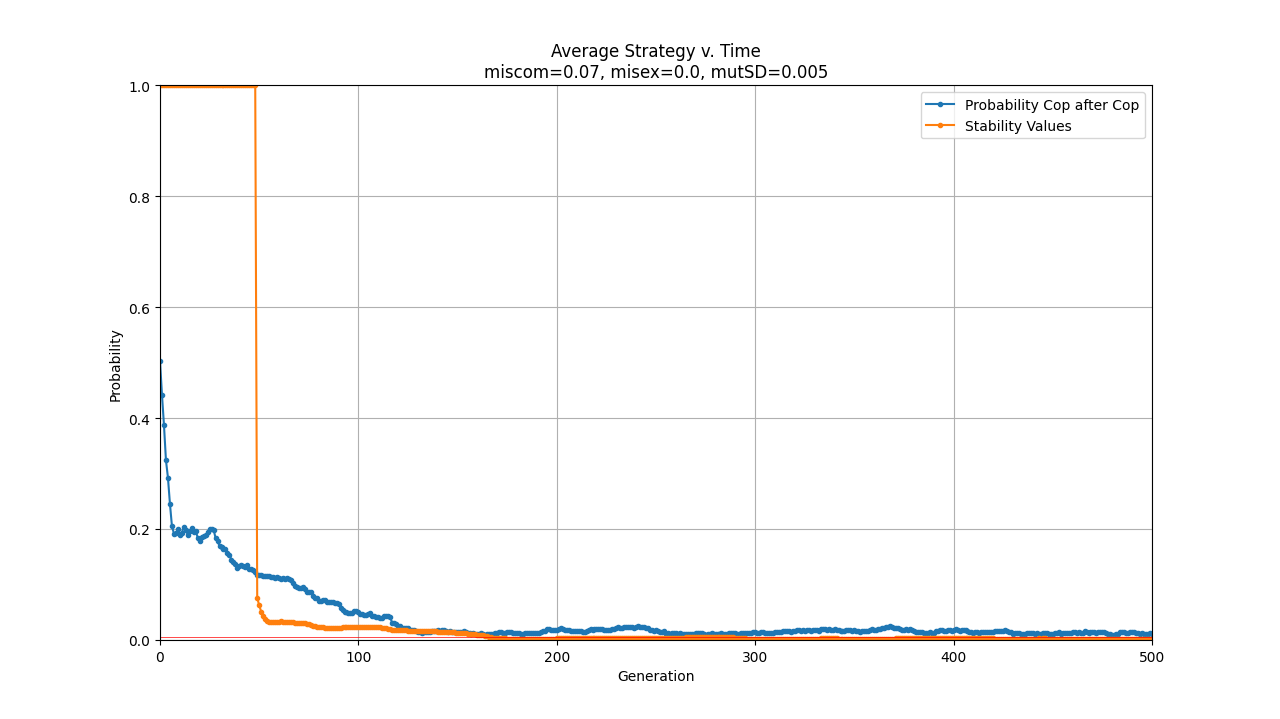 Average Strategy v. Time
miscom=0.07, misex=0.0, mutSD=0.005
Probability Cop after Cop
Stability Values
Probability
1.0
0.8
0.6
0.4
0.2
0.0
0 100 200 300 400 500
Generation